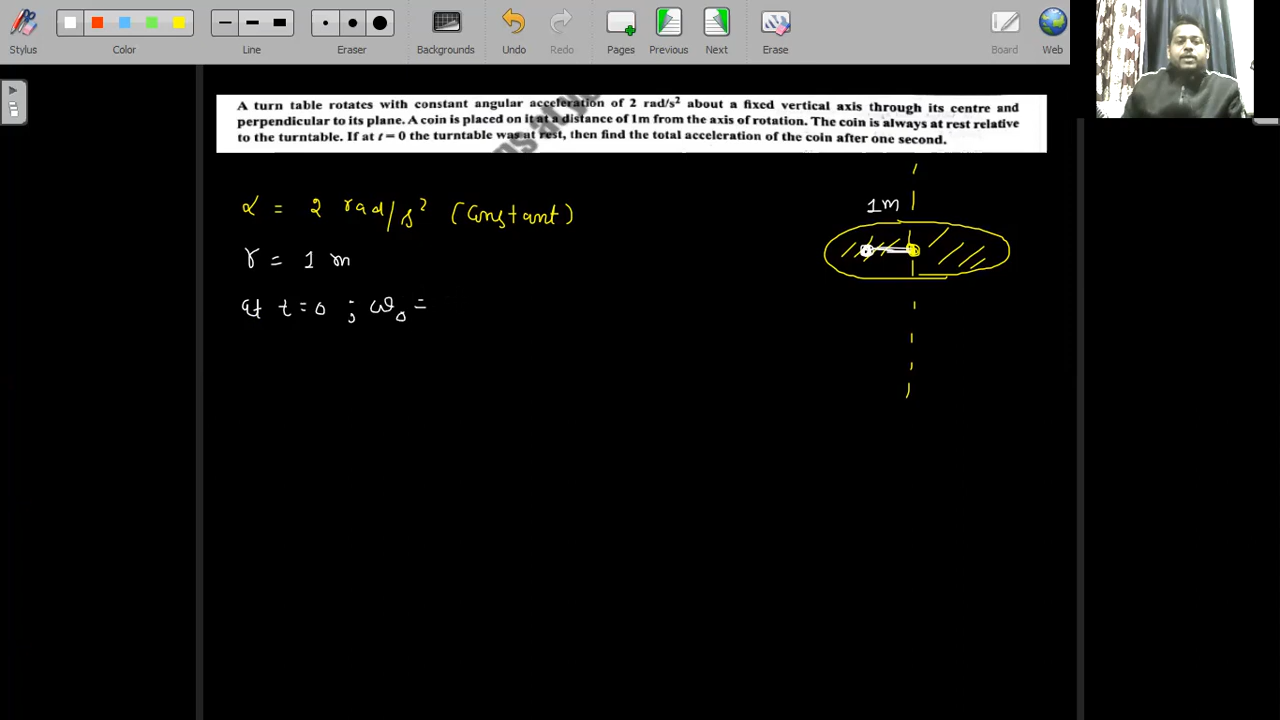 Stylus
Color
Line
Eraser
Backgrounds
Undo
Redo
Pages
Previous
Next
Erase
Board
Web
A turn table rotates with constant angular acceleration of 2 rad/s² about a fixed vertical axis through its centre and
perpendicular to its plane. A coin is placed on it at a distance of 1m from the axis of rotation. The coin is always at rest relative
to the turntable. If at t = 0 the turntable was at rest, then find the total acceleration of the coin after one second.
1m
α = 2 rad/s² (Constant)
r = 1 m
at t = 0 ; ω₀ =